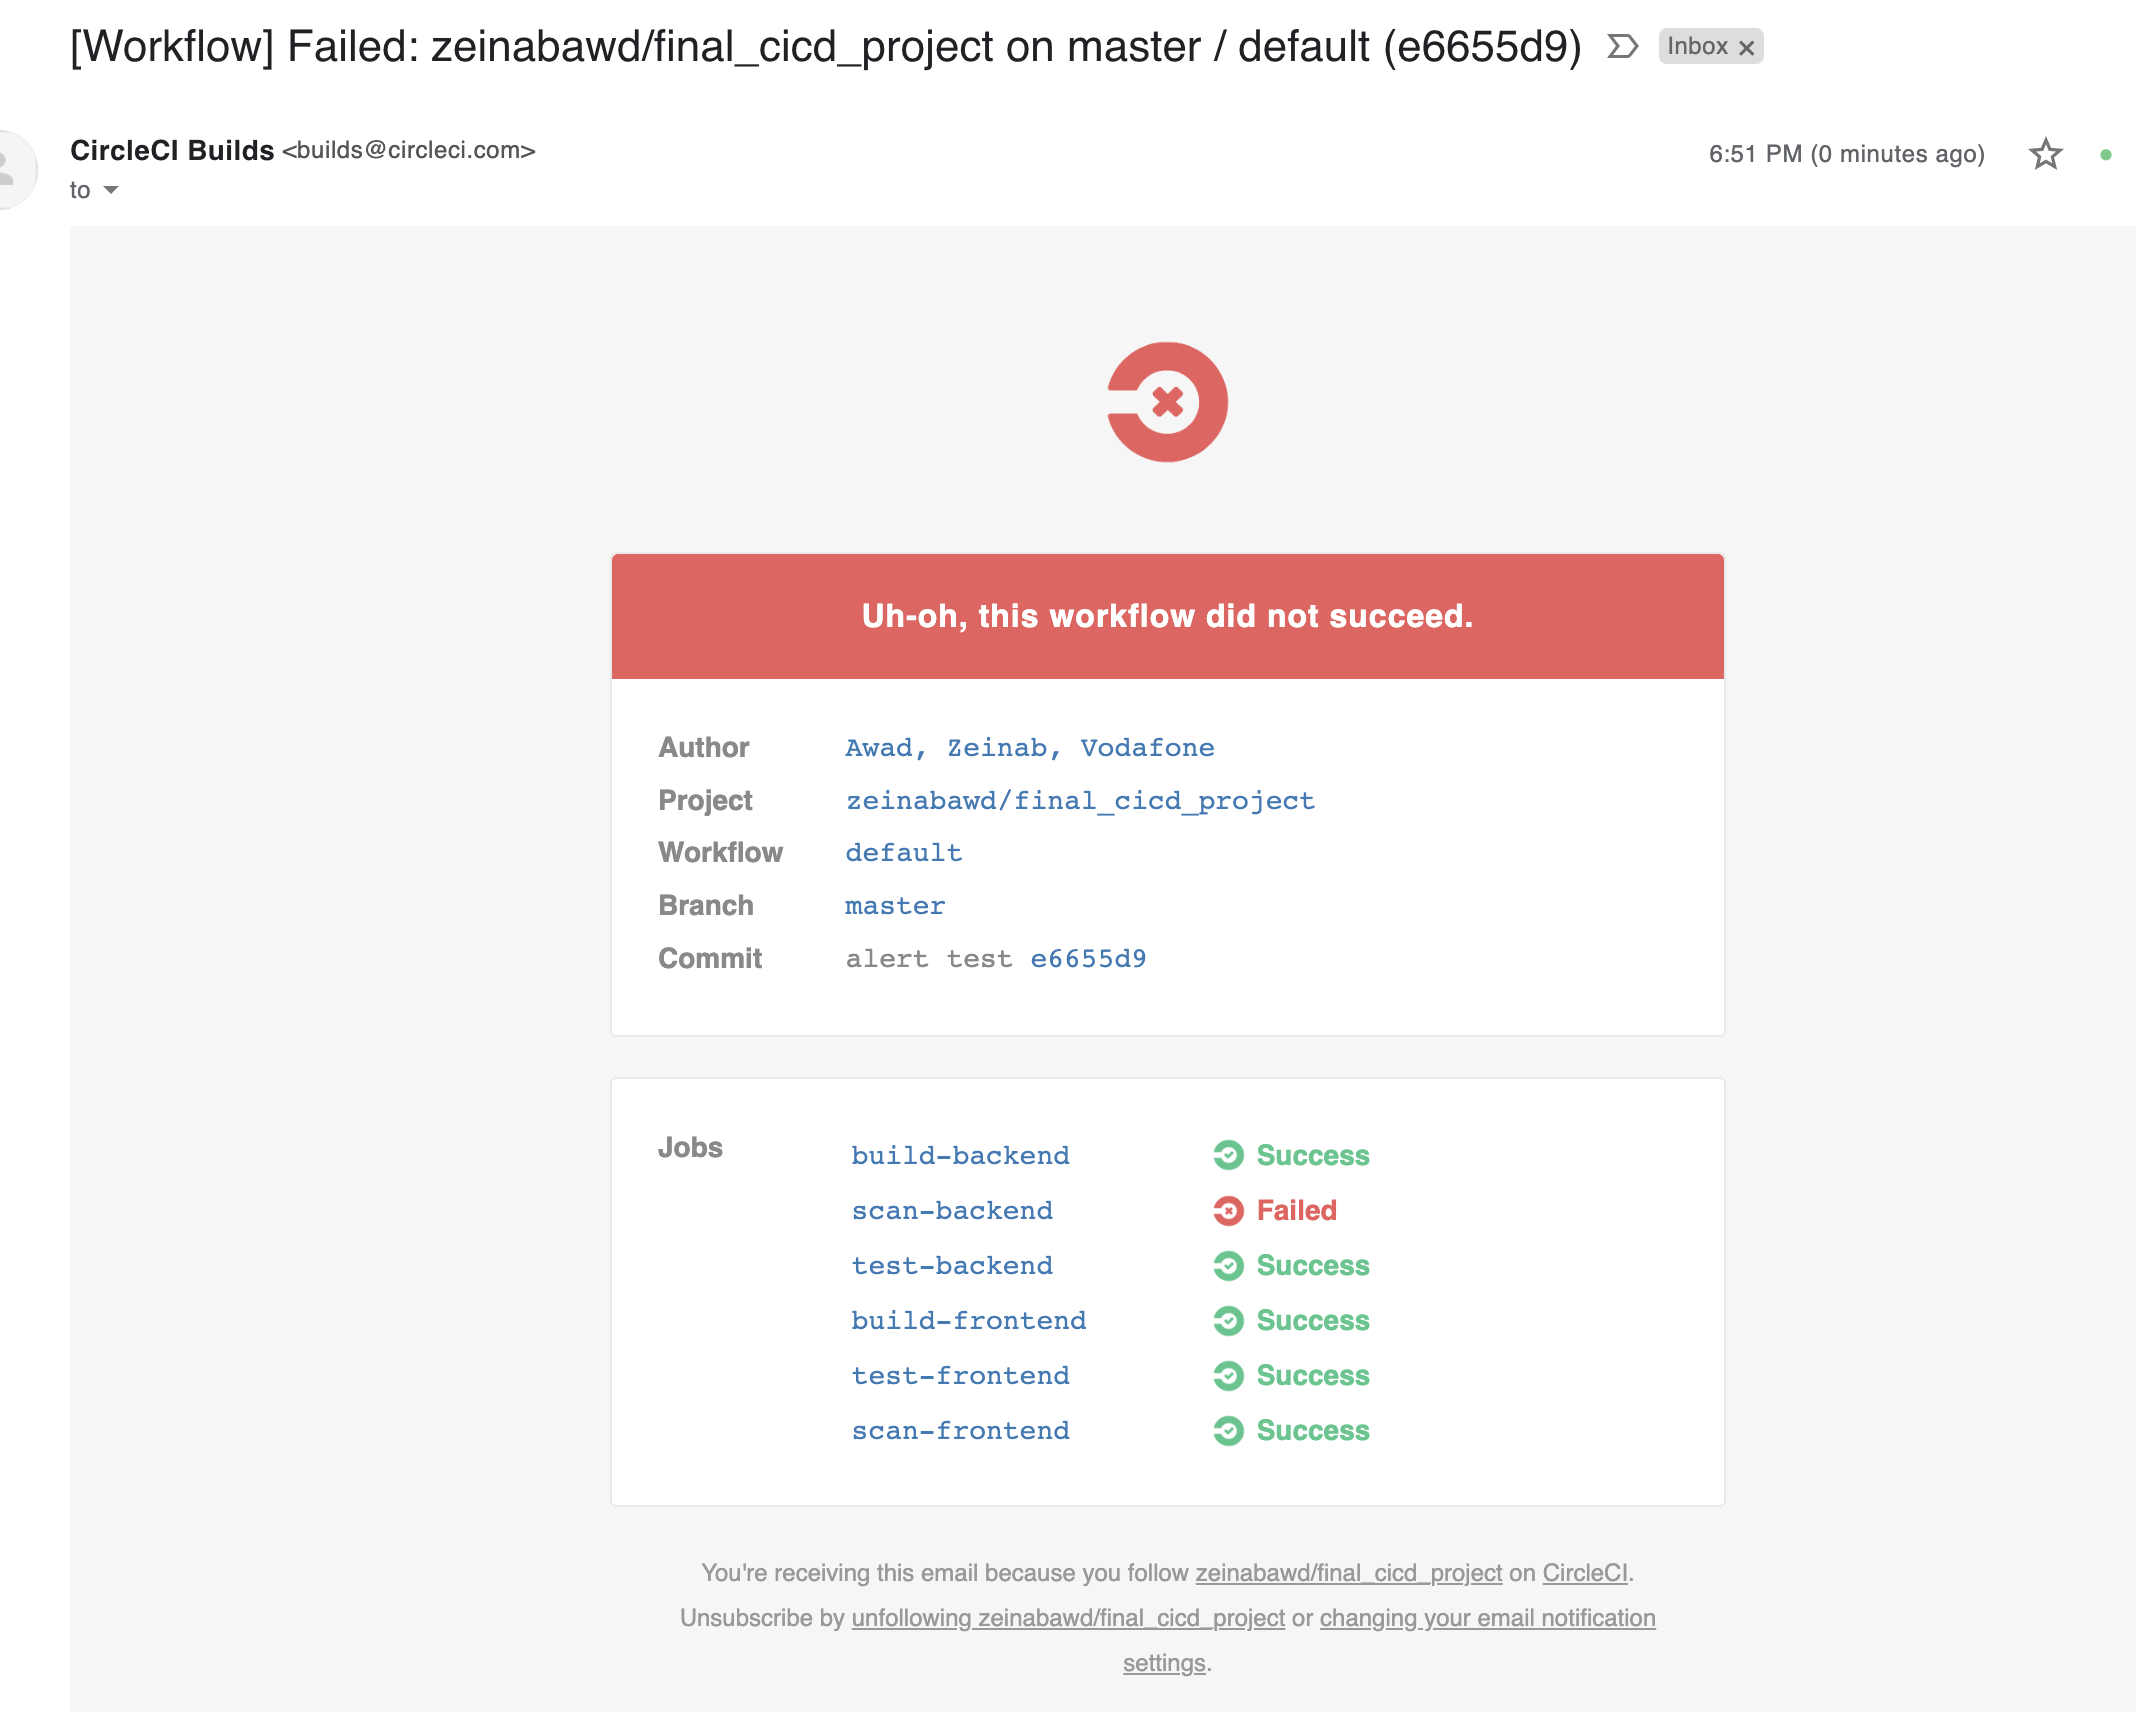 [Workflow] Failed: zeinabawd/final_cicd_project on master / default (e6655d9) Inbox x
CircleCI Builds <builds@circleci.com>
6:51 PM (0 minutes ago)
to
Uh-oh, this workflow did not succeed.
Author Awad, Zeinab, Vodafone
Project zeinabawd/final_cicd_project
Workflow default
Branch master
Commit alert test e6655d9
Jobs build-backend Success
scan-backend Failed
test-backend Success
build-frontend Success
test-frontend Success
scan-frontend Success
You're receiving this email because you follow zeinabawd/final_cicd_project on CircleCI.
Unsubscribe by unfollowing zeinabawd/final_cicd_project or changing your email notification
settings.